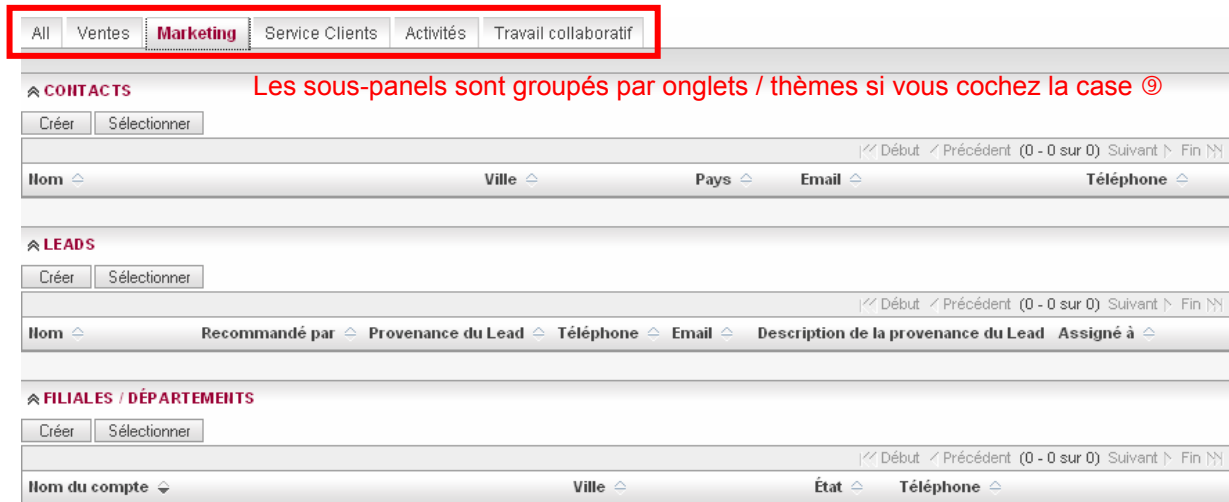 All Ventes Marketing Service Clients Activités Travail collaboratif
Les sous-panels sont groupés par onglets / thèmes si vous cochez la case ⑨
CONTACTS
Créer Sélectionner
Début Précédent (0 - 0 sur 0) Suivant Fin
Nom Ville Pays Email Téléphone
LEADS
Créer Sélectionner
Début Précédent (0 - 0 sur 0) Suivant Fin
Nom Recommandé par Provenance du Lead Téléphone Email Description de la provenance du Lead Assigné à
FILIALES / DÉPARTEMENTS
Créer Sélectionner
Début Précédent (0 - 0 sur 0) Suivant Fin
Nom du compte Ville État Téléphone